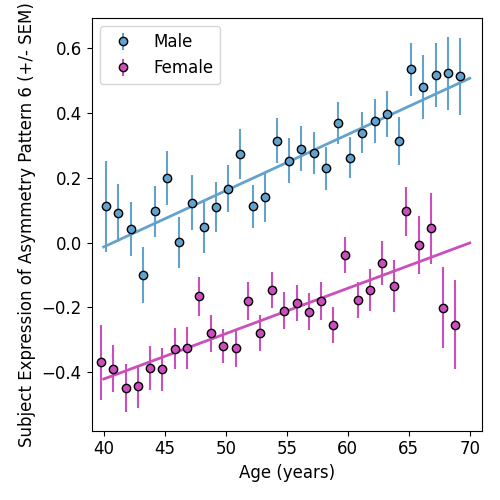 Subject Expression of Asymmetry Pattern 6 (+/- SEM)
Male
Female
0.6
0.4
0.2
0.0
−0.2
−0.4
40 45 50 55 60 65 70
Age (years)